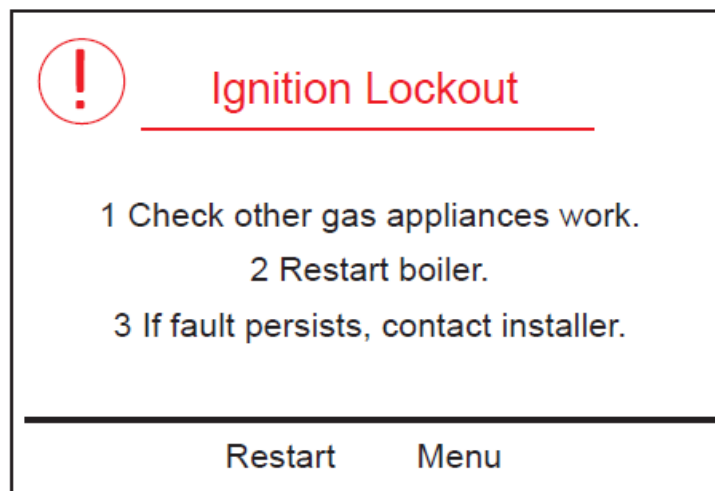 !
Ignition Lockout
1 Check other gas appliances work.
2 Restart boiler.
3 If fault persists, contact installer.
Restart Menu